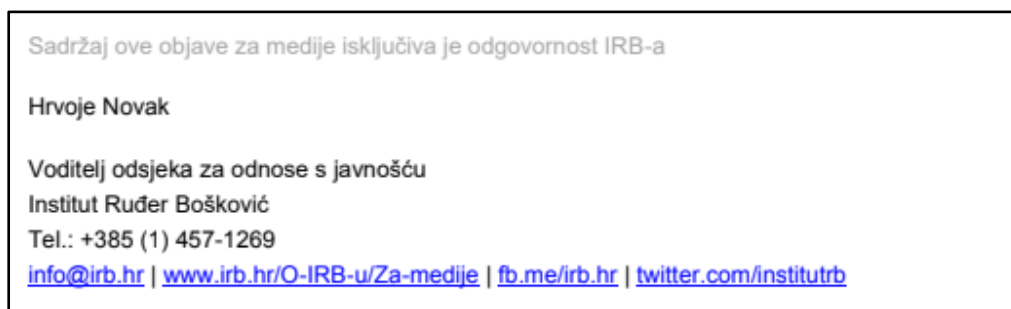 Sadržaj ove objave za medije isključiva je odgovornost IRB-a
Hrvoje Novak
Voditelj odsjeka za odnose s javnošću
Institut Ruđer Bošković
Tel.: +385 (1) 457-1269
info@irb.hr | www.irb.hr/O-IRB-u/Za-medije | fb.me/irb.hr | twitter.com/institutrb